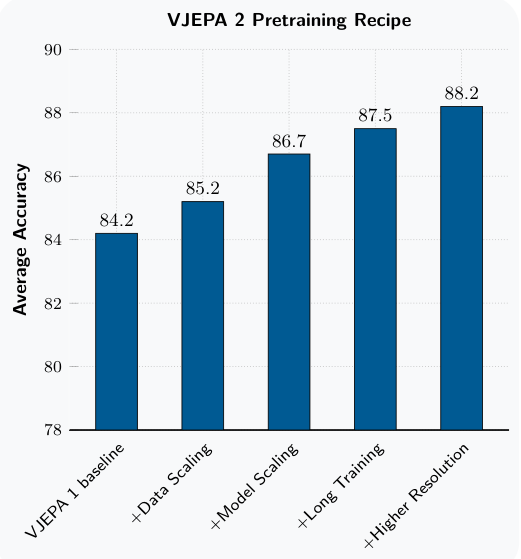 VJEPA 2 Pretraining Recipe
90
88
86
84
82
80
78
Average Accuracy
84.2
85.2
86.7
87.5
88.2
VJEPA 1 baseline
+Data Scaling
+Model Scaling
+Long Training
+Higher Resolution